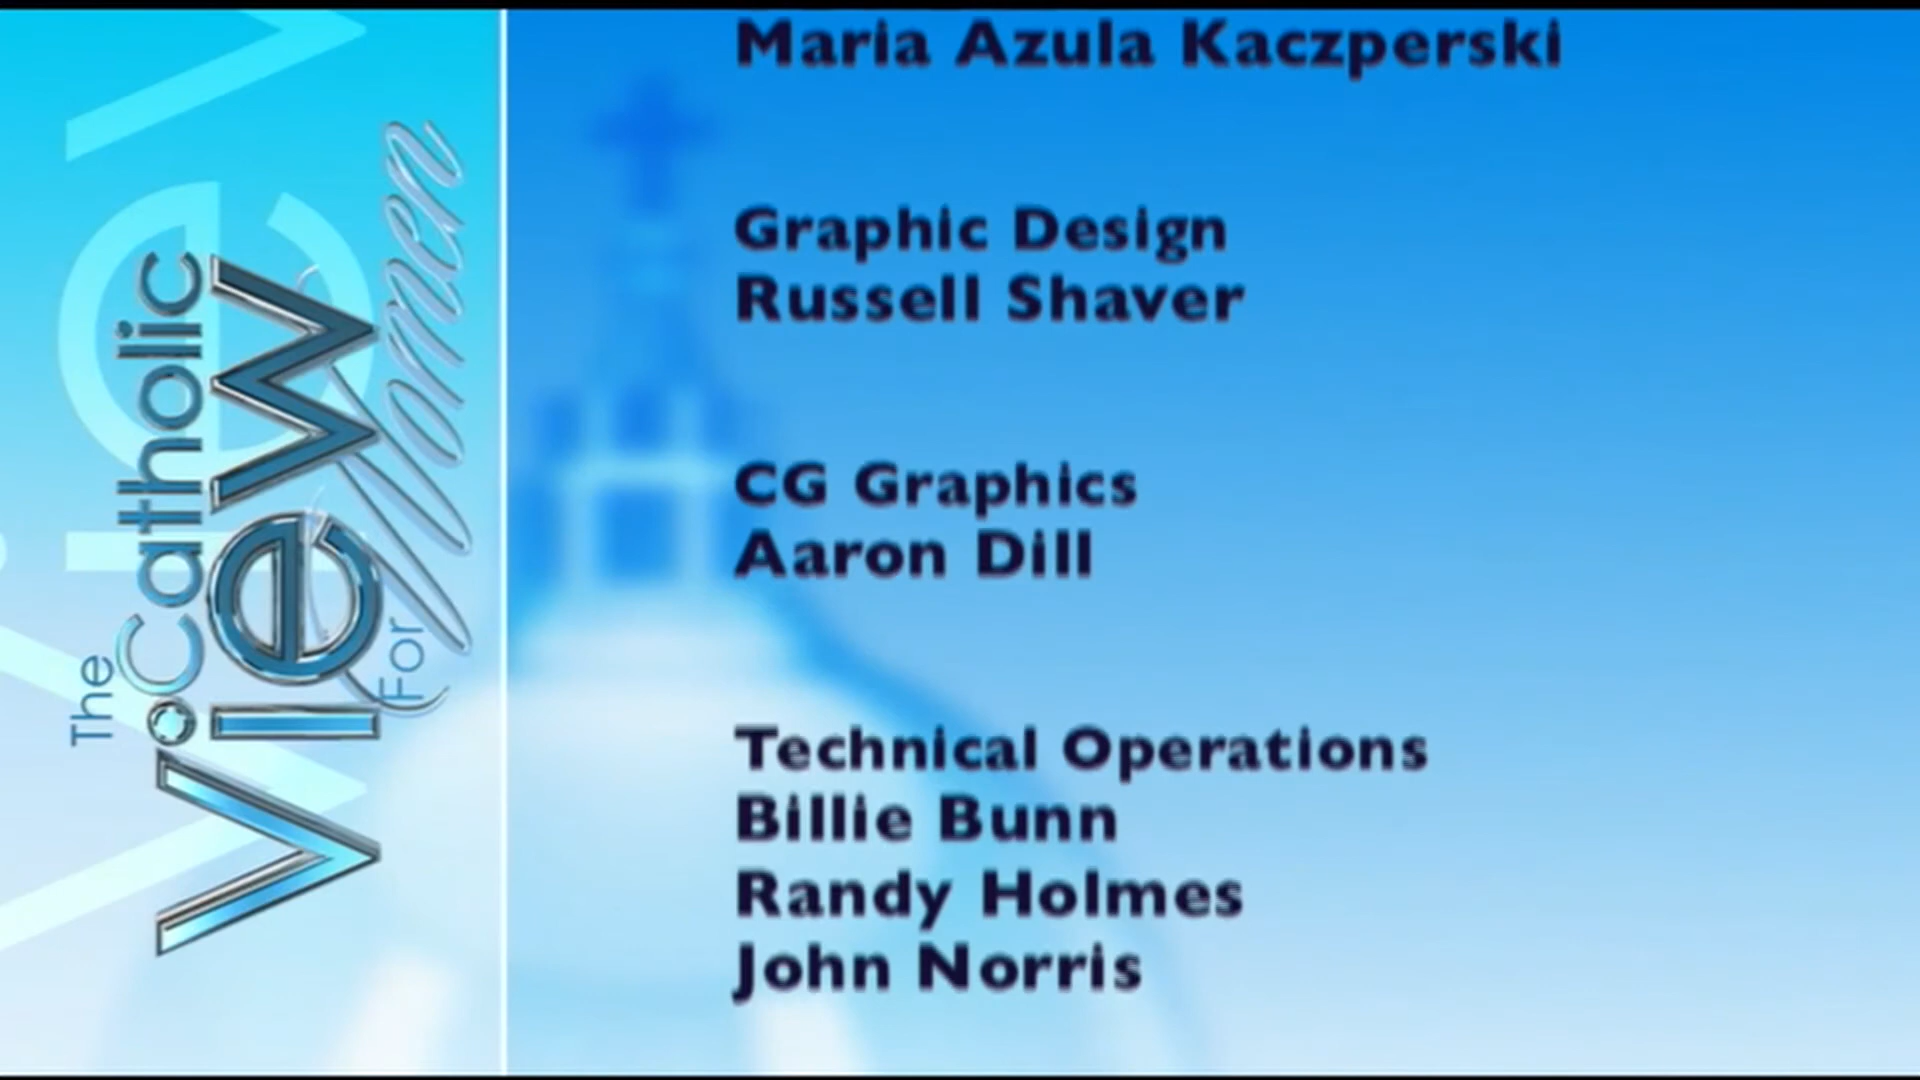 The Catholic
View
For Women
Maria Azula Kaczperski
Graphic Design
Russell Shaver
CG Graphics
Aaron Dill
Technical Operations
Billie Bunn
Randy Holmes
John Norris